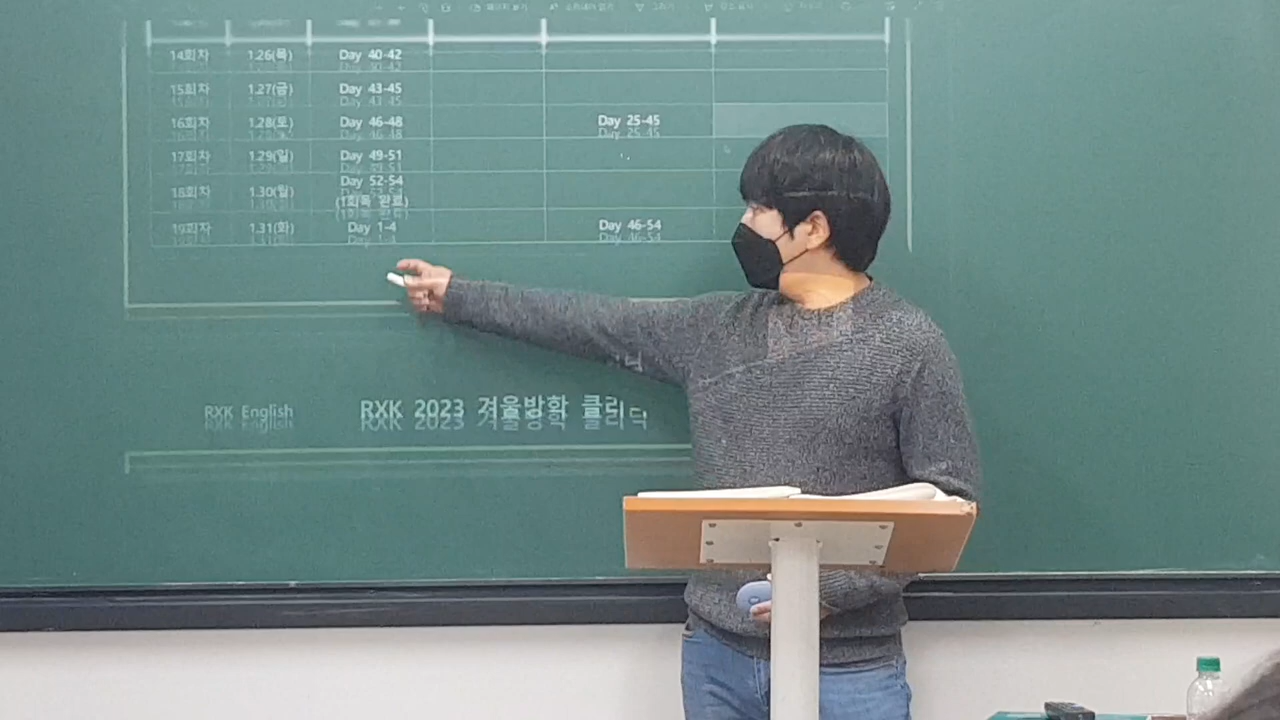 14회차 1.26(목) Day 40-42
15회차 1.27(금) Day 43-45
16회차 1.28(토) Day 46-48 Day 25-45
17회차 1.29(일) Day 49-51
18회차 1.30(월) Day 52-54
(1회독 완료)
19회차 1.31(화) Day 1-4 Day 46-54
RXK English RXK 2023 겨울방학 클리닉